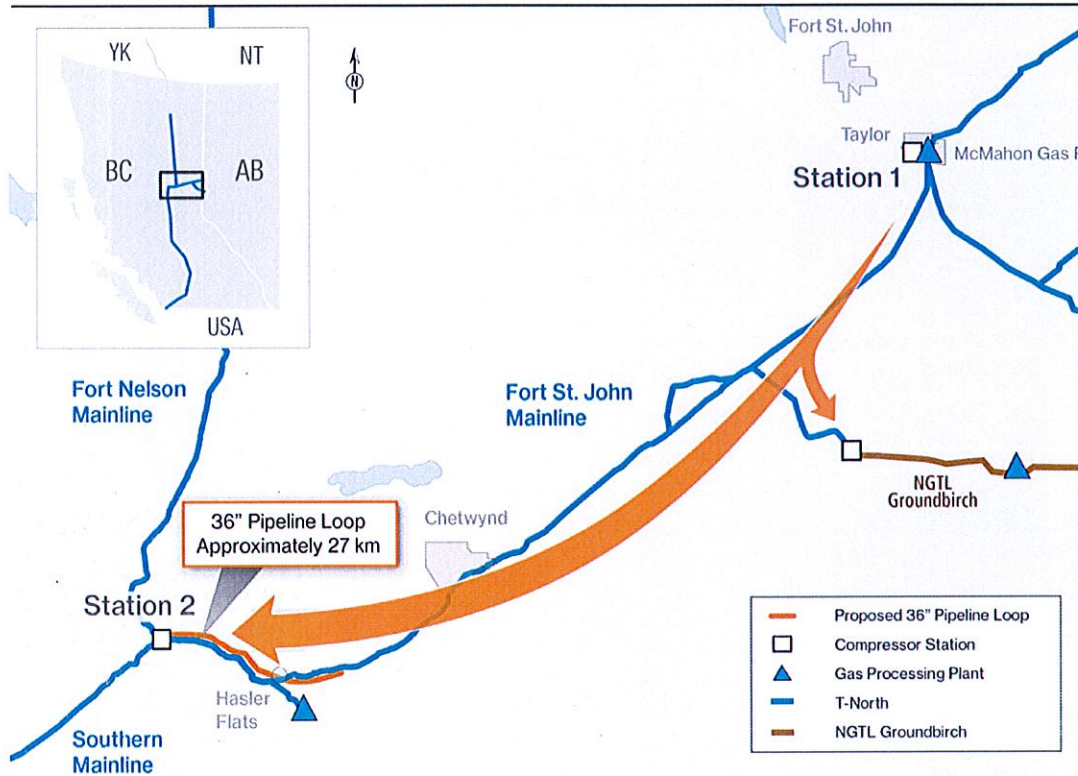 YK
NT
BC
AB
USA
N
Fort St. John
Taylor
McMahon Gas
Station 1
Fort Nelson
Mainline
Fort St. John
Mainline
NGTL
Groundbirch
36" Pipeline Loop
Approximately 27 km
Chetwynd
Station 2
Hasler
Flats
Southern
Mainline
Proposed 36" Pipeline Loop
Compressor Station
Gas Processing Plant
T-North
NGTL Groundbirch